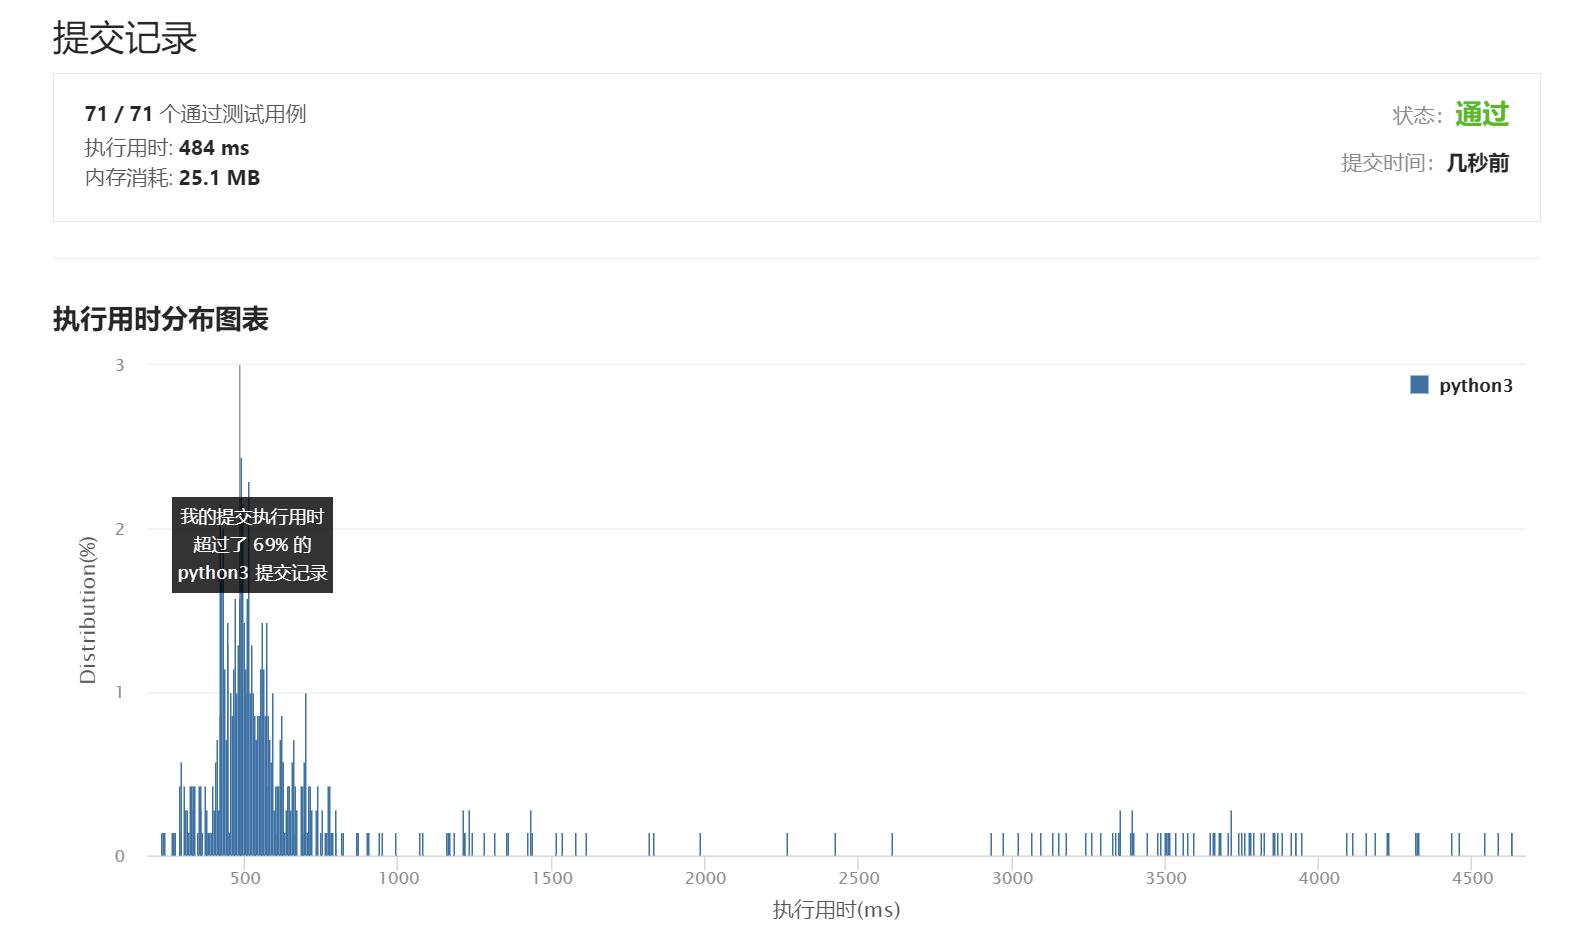 提交记录
71 / 71 个通过测试用例
状态：通过
执行用时: 484 ms
提交时间：几秒前
内存消耗: 25.1 MB
执行用时分布图表
3
python3
我的提交执行用时
超过了 69% 的
python3 提交记录
2
Distribution(%)
1
0
500 1000 1500 2000 2500 3000 3500 4000 4500
执行用时(ms)